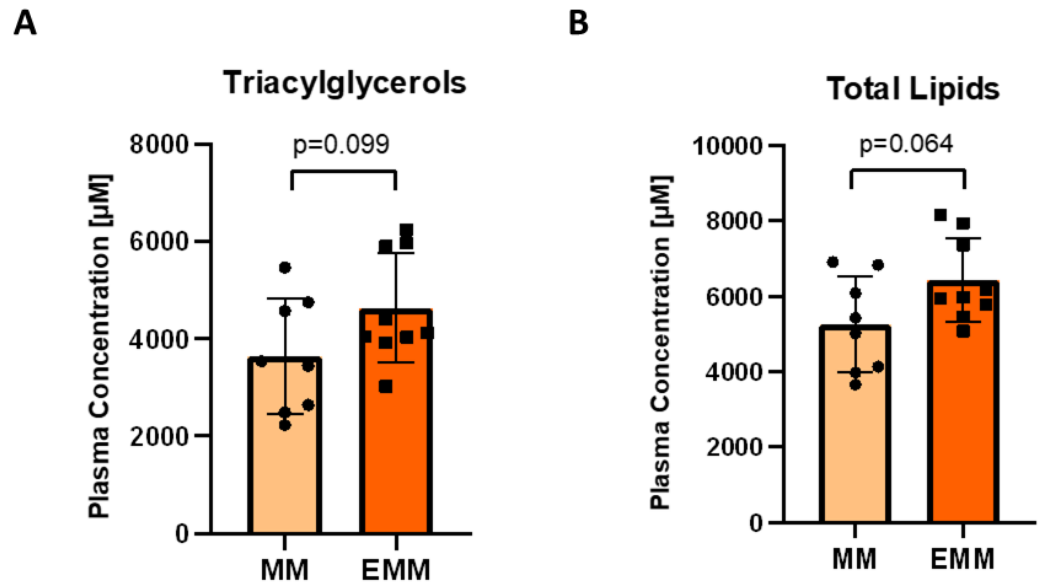 A
Triacylglycerols
p=0.099
Plasma Concentration [µM]
8000
6000
4000
2000
0
MM
EMM
B
Total Lipids
p=0.064
Plasma Concentration [µM]
10000
8000
6000
4000
2000
0
MM
EMM